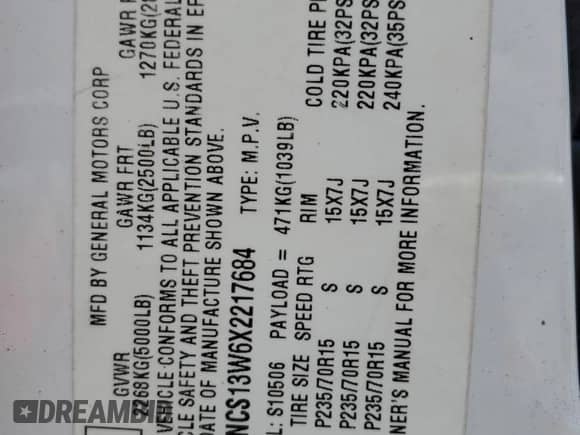 MFD BY GENERAL MOTORS CORP
GVWR GAWR FRT GAWR
2268KG(5000LB) 1134KG(2500LB) 1270KG(2
VEHICLE CONFORMS TO ALL APPLICABLE U.S. FEDERAL
CLE SAFETY AND THEFT PREVENTION STANDARDS IN EF
DATE OF MANUFACTURE SHOWN ABOVE.
NCS13W6X2217684 TYPE: M.P.V.
L: S10506 PAYLOAD = 471KG(1039LB)
TIRE SIZE SPEED RTG RIM COLD TIRE P
P235/70R15 S 15X7J 220KPA(32PS
P235/70R15 S 15X7J 220KPA(32PS
P235/70R15 S 15X7J 240KPA(35PS
NER'S MANUAL FOR MORE INFORMATION.
DREAMBID